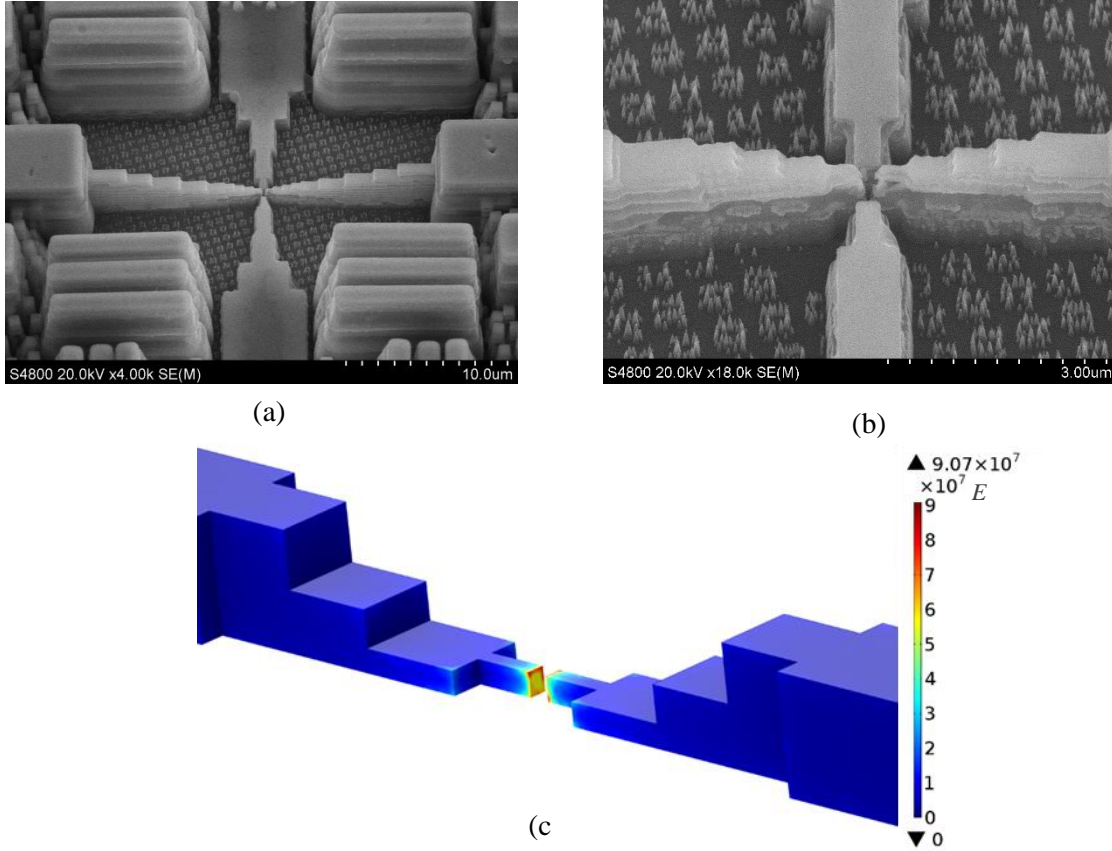 S4800 20.0kV x4.00k SE(M) 10.0um
S4800 20.0kV x18.0k SE(M) 3.00um
(a)
(b)
▲ 9.07×10⁷
×10⁷ E
9
8
7
6
5
4
3
2
1
0
▼ 0
(c